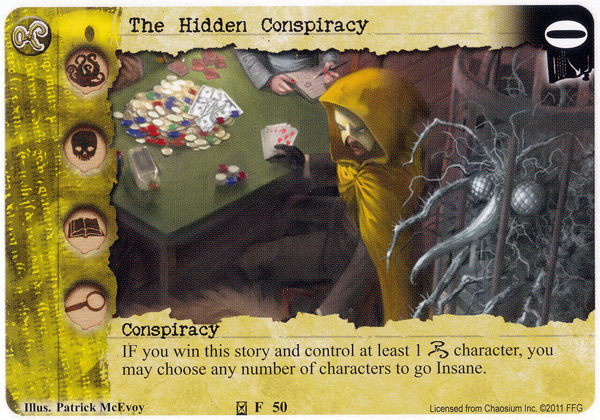 The Hidden Conspiracy
0
Conspiracy
IF you win this story and control at least 1 character, you
may choose any number of characters to go Insane.
Illus. Patrick McEvoy
F 50
Licensed from Chaosium Inc. ©2011 FFG